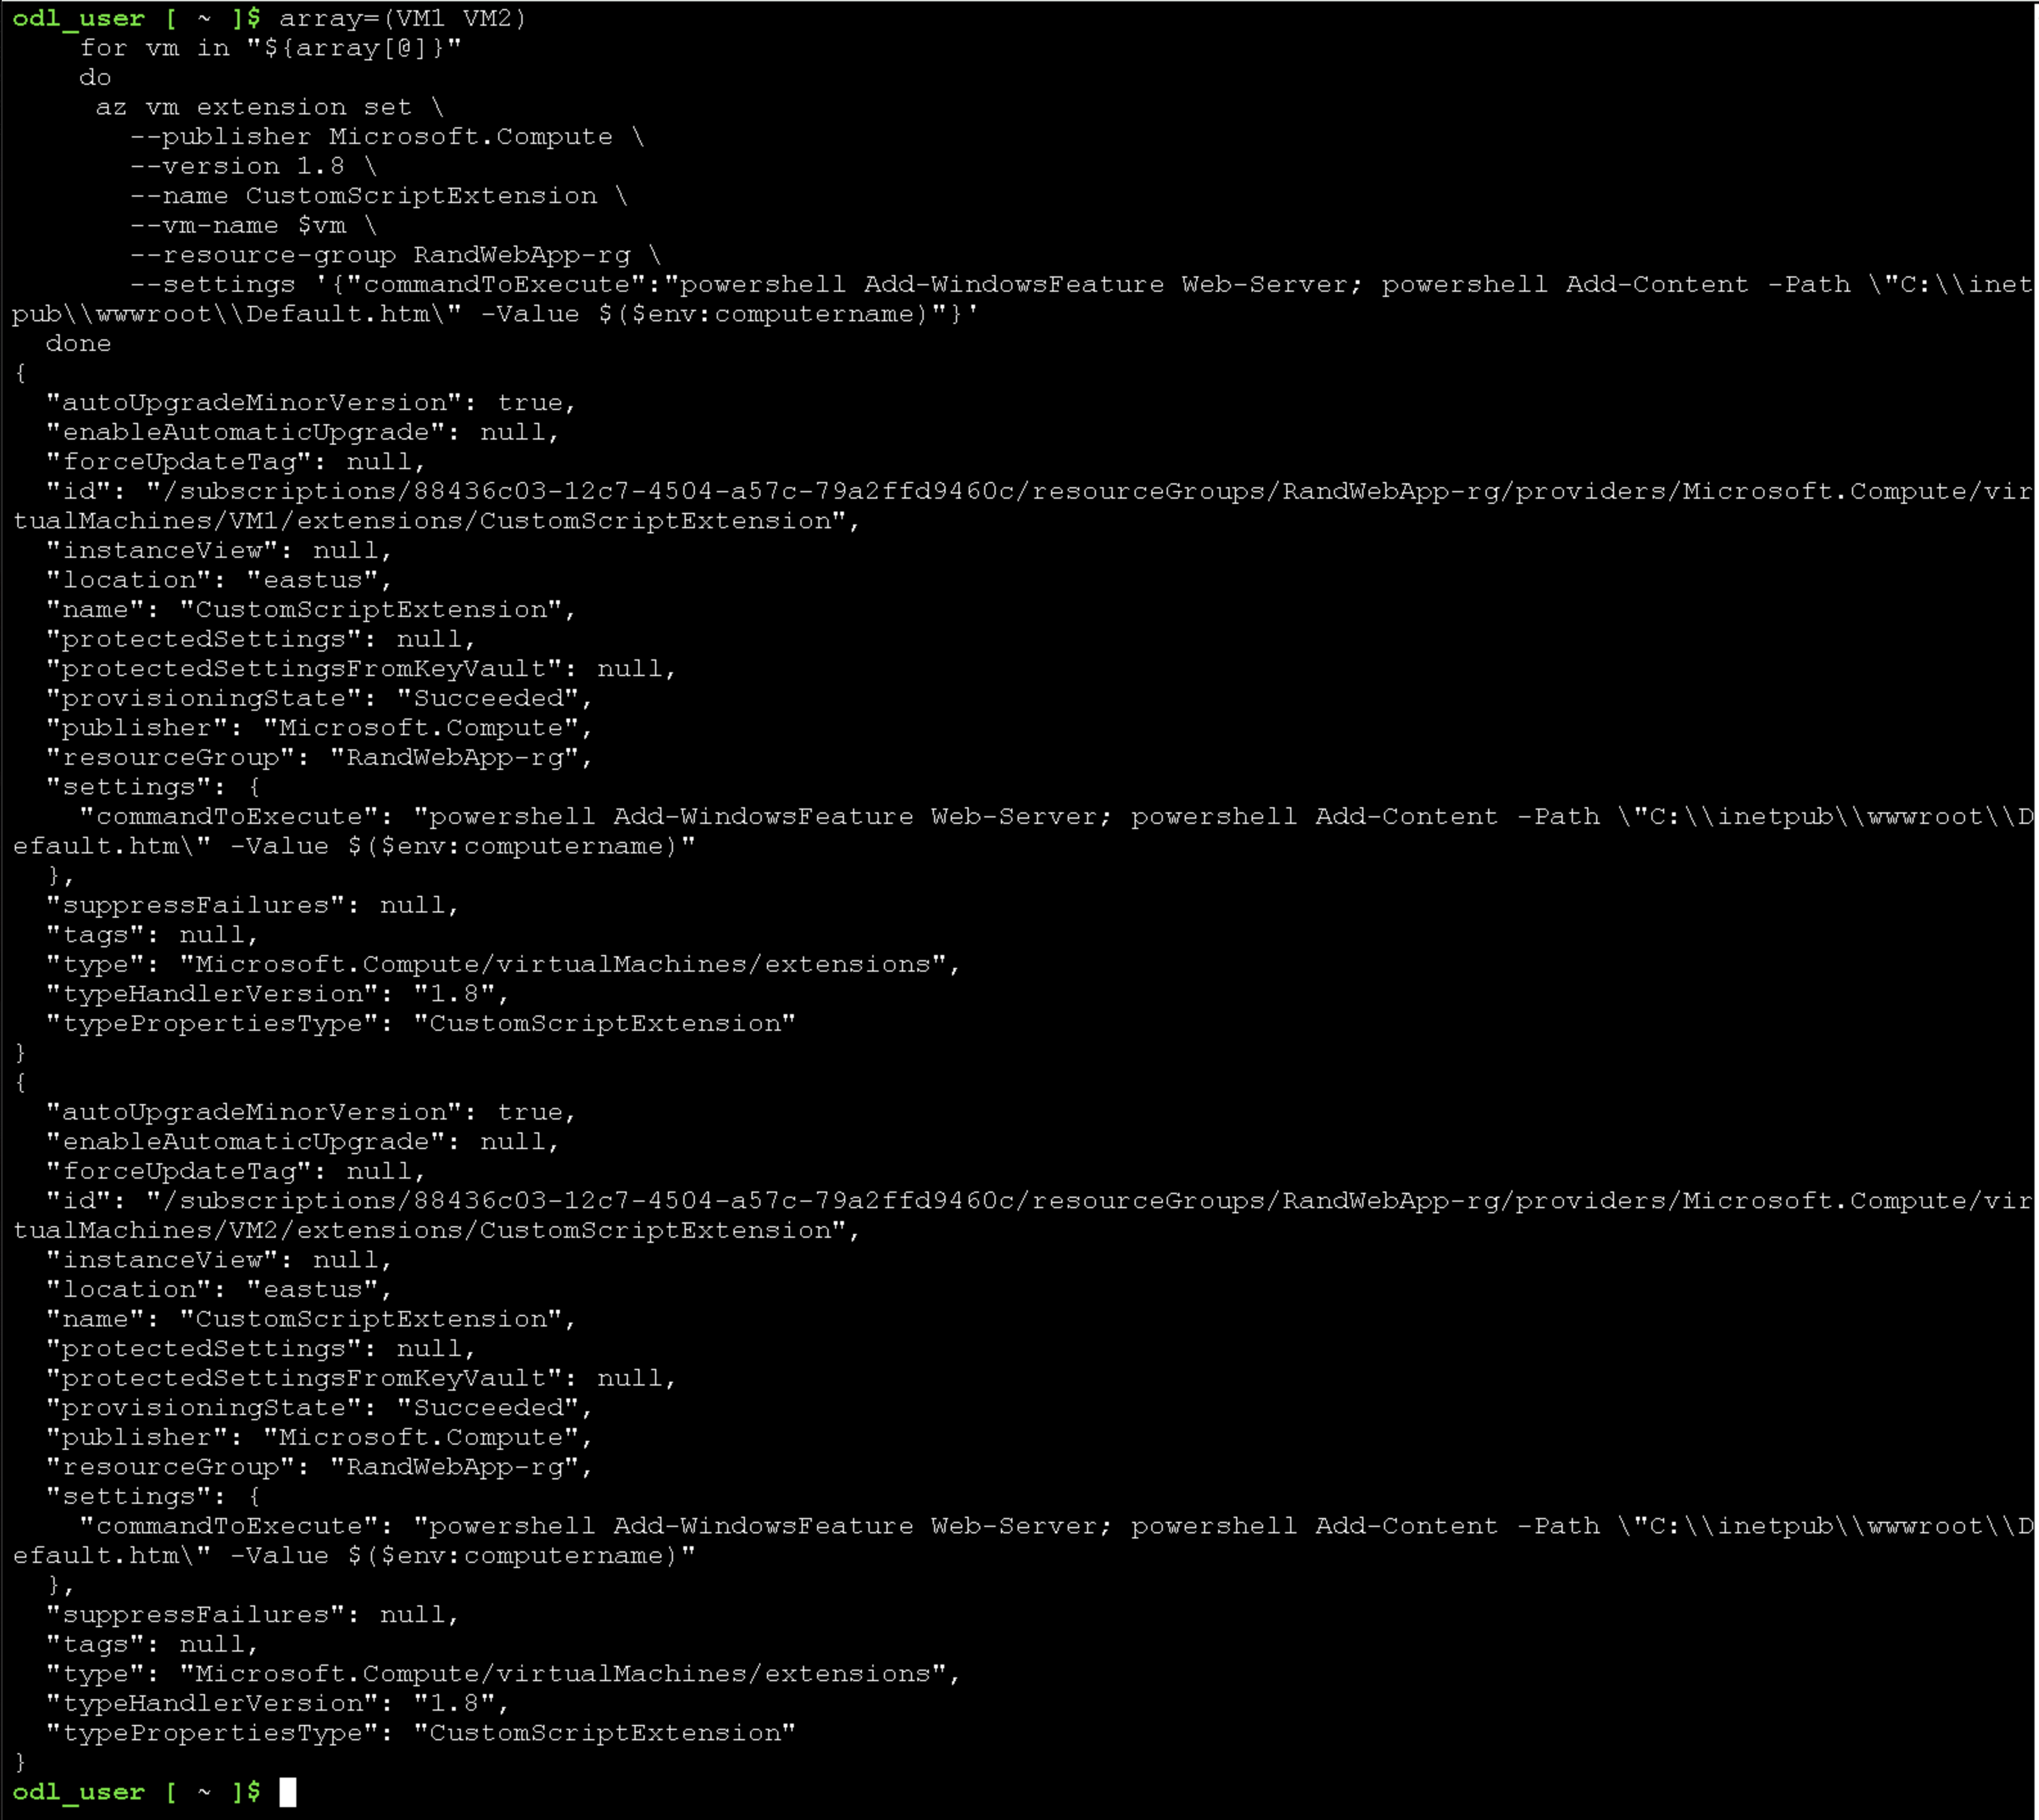 odl_user [ ~ ]$ array=(VM1 VM2)
    for vm in "${array[@]}"
    do
     az vm extension set \
       --publisher Microsoft.Compute \
       --version 1.8 \
       --name CustomScriptExtension \
       --vm-name $vm \
       --resource-group RandWebApp-rg \
       --settings '{"commandToExecute":"powershell Add-WindowsFeature Web-Server; powershell Add-Content -Path \"C:\\inet
pub\\wwwroot\\Default.htm\" -Value $($env:computername)"}'
  done
{
  "autoUpgradeMinorVersion": true,
  "enableAutomaticUpgrade": null,
  "forceUpdateTag": null,
  "id": "/subscriptions/88436c03-12c7-4504-a57c-79a2ffd9460c/resourceGroups/RandWebApp-rg/providers/Microsoft.Compute/vir
tualMachines/VM1/extensions/CustomScriptExtension",
  "instanceView": null,
  "location": "eastus",
  "name": "CustomScriptExtension",
  "protectedSettings": null,
  "protectedSettingsFromKeyVault": null,
  "provisioningState": "Succeeded",
  "publisher": "Microsoft.Compute",
  "resourceGroup": "RandWebApp-rg",
  "settings": {
    "commandToExecute": "powershell Add-WindowsFeature Web-Server; powershell Add-Content -Path \"C:\\inetpub\\wwwroot\\D
efault.htm\" -Value $($env:computername)"
  },
  "suppressFailures": null,
  "tags": null,
  "type": "Microsoft.Compute/virtualMachines/extensions",
  "typeHandlerVersion": "1.8",
  "typePropertiesType": "CustomScriptExtension"
}
{
  "autoUpgradeMinorVersion": true,
  "enableAutomaticUpgrade": null,
  "forceUpdateTag": null,
  "id": "/subscriptions/88436c03-12c7-4504-a57c-79a2ffd9460c/resourceGroups/RandWebApp-rg/providers/Microsoft.Compute/vir
tualMachines/VM2/extensions/CustomScriptExtension",
  "instanceView": null,
  "location": "eastus",
  "name": "CustomScriptExtension",
  "protectedSettings": null,
  "protectedSettingsFromKeyVault": null,
  "provisioningState": "Succeeded",
  "publisher": "Microsoft.Compute",
  "resourceGroup": "RandWebApp-rg",
  "settings": {
    "commandToExecute": "powershell Add-WindowsFeature Web-Server; powershell Add-Content -Path \"C:\\inetpub\\wwwroot\\D
efault.htm\" -Value $($env:computername)"
  },
  "suppressFailures": null,
  "tags": null,
  "type": "Microsoft.Compute/virtualMachines/extensions",
  "typeHandlerVersion": "1.8",
  "typePropertiesType": "CustomScriptExtension"
}
odl_user [ ~ ]$